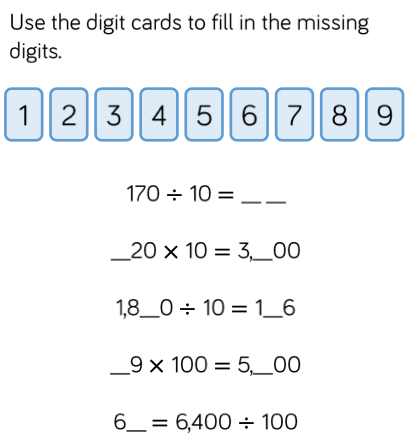 Use the digit cards to fill in the missing
digits.
1 2 3 4 5 6 7 8 9
170 ÷ 10 = __ __
__20 × 10 = 3,__00
1,8__0 ÷ 10 = 1__6
__9 × 100 = 5,__00
6__ = 6,400 ÷ 100